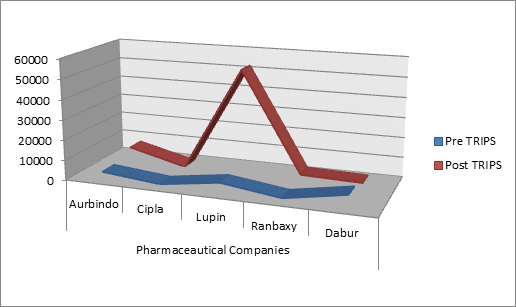 60000
50000
40000
30000
20000
10000
0
Aurbindo
Cipla
Lupin
Ranbaxy
Dabur
Pharmaceautical Companies
Pre TRIPS
Post TRIPS